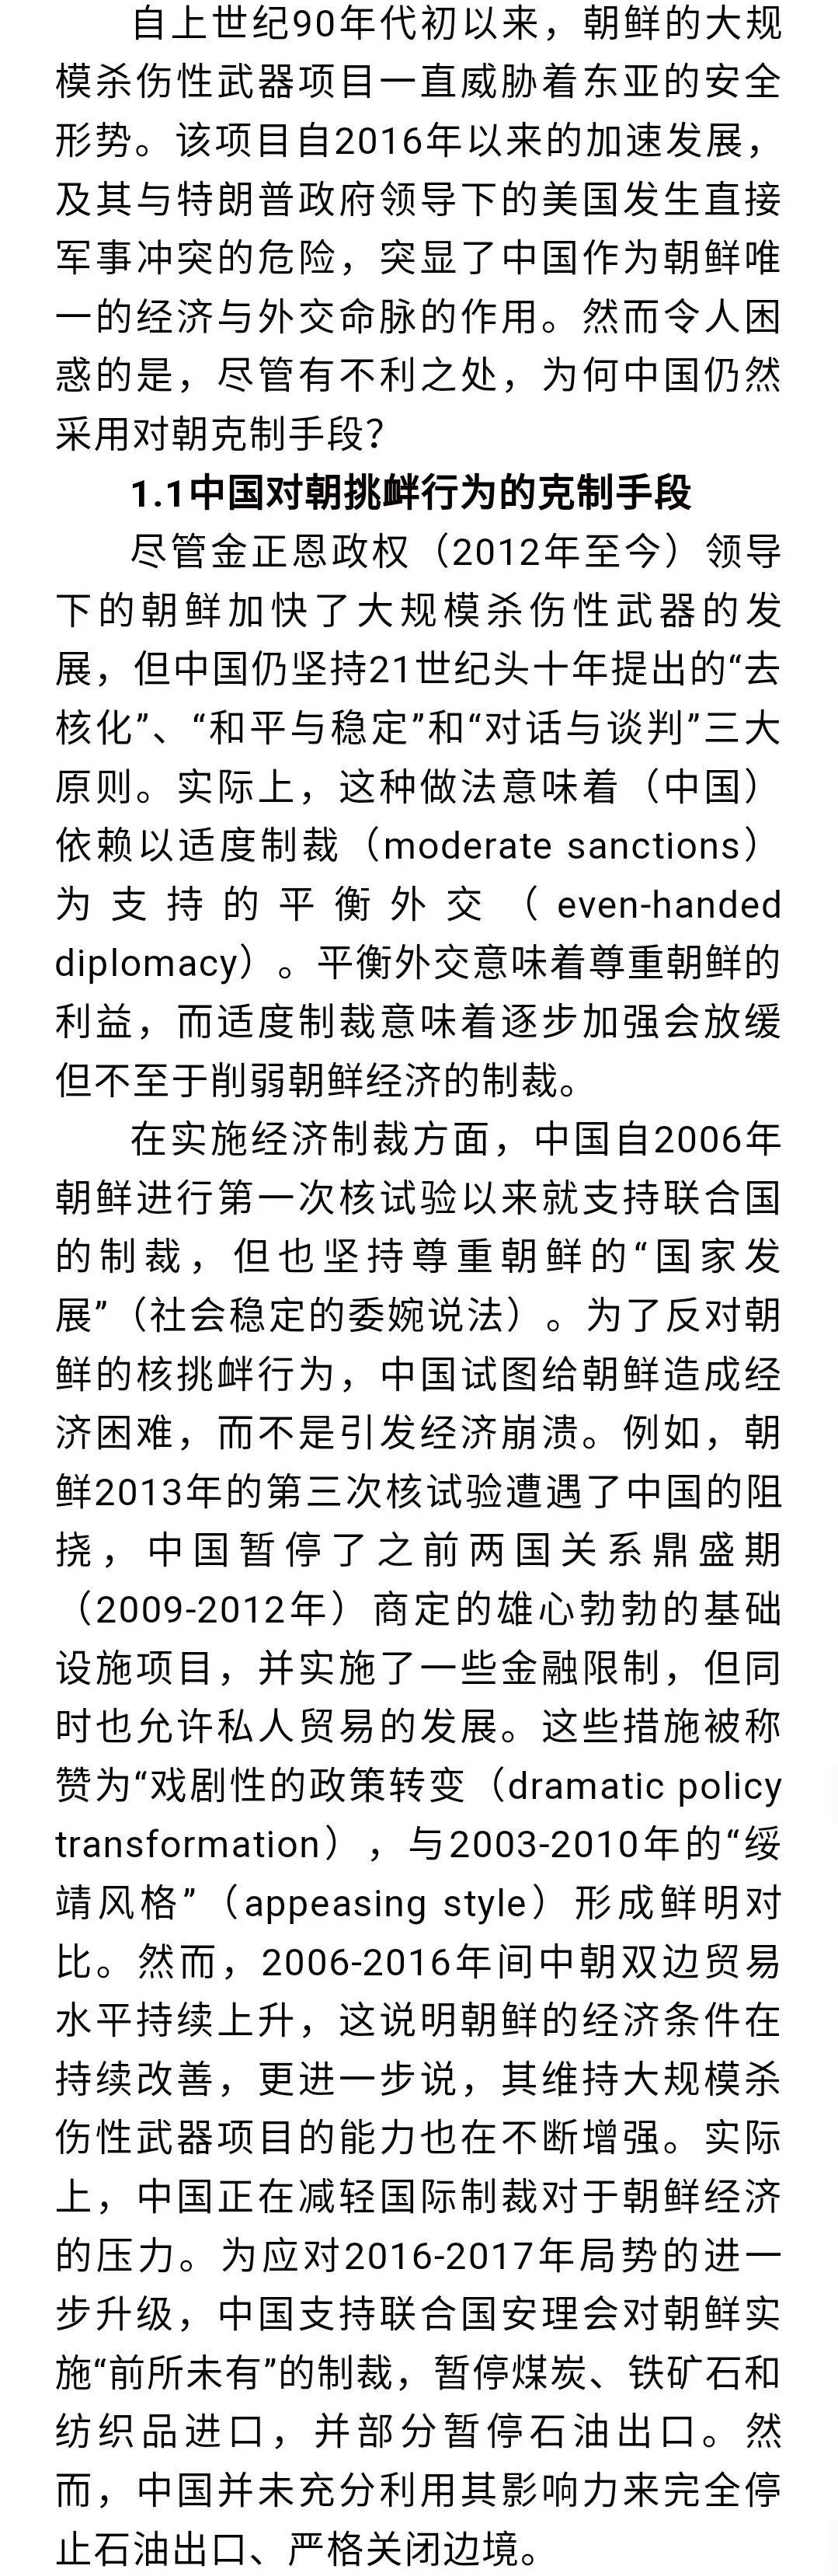 自上世纪90年代初以来，朝鲜的大规
模杀伤性武器项目一直威胁着东亚的安全
形势。该项目自2016年以来的加速发展，
及其与特朗普政府领导下的美国发生直接
军事冲突的危险，突显了中国作为朝鲜唯
一的经济与外交命脉的作用。然而令人困
惑的是，尽管有不利之处，为何中国仍然
采用对朝克制手段？
1.1中国对朝挑衅行为的克制手段
尽管金正恩政权（2012年至今）领导
下的朝鲜加快了大规模杀伤性武器的发
展，但中国仍坚持21世纪头十年提出的“去
核化”、“和平与稳定”和“对话与谈判”三大
原则。实际上，这种做法意味着（中国）
依赖以适度制裁（moderate sanctions）
为支持的平衡外交（even-handed
diplomacy）。平衡外交意味着尊重朝鲜的
利益，而适度制裁意味着逐步加强会放缓
但不至于削弱朝鲜经济的制裁。
在实施经济制裁方面，中国自2006年
朝鲜进行第一次核试验以来就支持联合国
的制裁，但也坚持尊重朝鲜的“国家发
展”（社会稳定的委婉说法）。为了反对朝
鲜的核挑衅行为，中国试图给朝鲜造成经
济困难，而不是引发经济崩溃。例如，朝
鲜2013年的第三次核试验遭遇了中国的阻
挠，中国暂停了之前两国关系鼎盛期
（2009-2012年）商定的雄心勃勃的基础
设施项目，并实施了一些金融限制，但同
时也允许私人贸易的发展。这些措施被称
赞为“戏剧性的政策转变（dramatic policy
transformation），与2003-2010年的“绥
靖风格”（appeasing style）形成鲜明对
比。然而，2006-2016年间中朝双边贸易
水平持续上升，这说明朝鲜的经济条件在
持续改善，更进一步说，其维持大规模杀
伤性武器项目的能力也在不断增强。实际
上，中国正在减轻国际制裁对于朝鲜经济
的压力。为应对2016-2017年局势的进一
步升级，中国支持联合国安理会对朝鲜实
施“前所未有”的制裁，暂停煤炭、铁矿石和
纺织品进口，并部分暂停石油出口。然
而，中国并未充分利用其影响力来完全停
止石油出口、严格关闭边境。